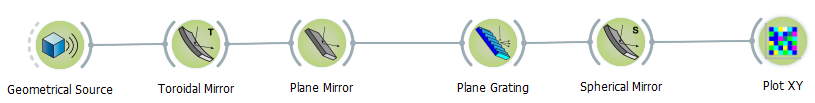 T
S
Geometrical Source
Toroidal Mirror
Plane Mirror
Plane Grating
Spherical Mirror
Plot XY